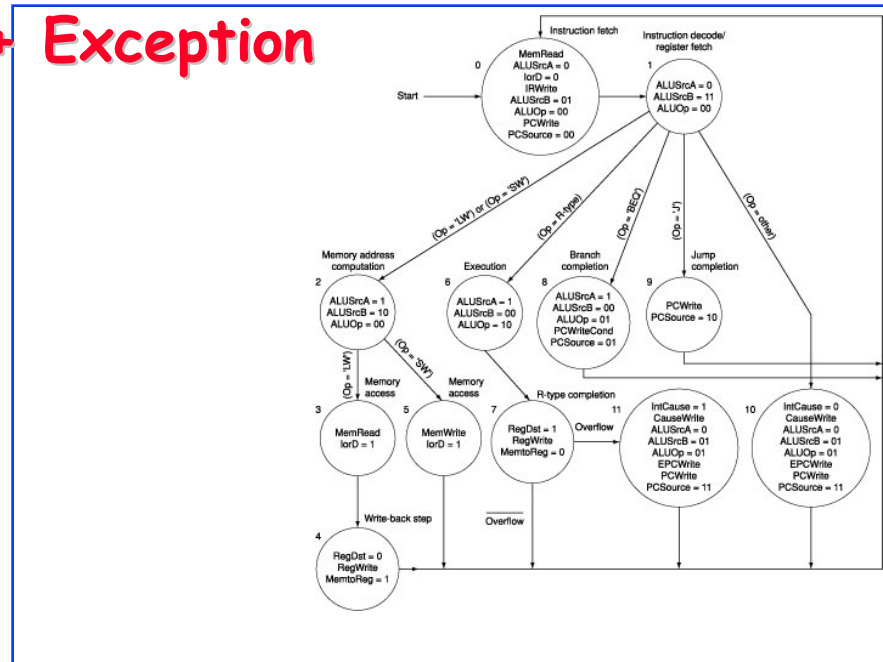 + Exception
Instruction fetch
0
MemRead
ALUSrcA = 0
IorD = 0
IRWrite
ALUSrcB = 01
ALUOp = 00
PCWrite
PCSource = 00
Start
Instruction decode/
register fetch
1
ALUSrcA = 0
ALUSrcB = 11
ALUOp = 00
(Op = 'LW') or (Op = 'SW')
(Op = R-type)
(Op = 'BEQ')
(Op = 'J')
(Op = other)
Memory address
computation
2
ALUSrcA = 1
ALUSrcB = 10
ALUOp = 00
Execution
6
ALUSrcA = 1
ALUSrcB = 00
ALUOp = 10
Branch
completion
8
ALUSrcA = 1
ALUSrcB = 00
ALUOp = 01
PCWriteCond
PCSource = 01
Jump
completion
9
PCWrite
PCSource = 10
(Op = 'LW')
(Op = 'SW')
Memory
access
3
MemRead
IorD = 1
Memory
access
5
MemWrite
IorD = 1
R-type completion
7
RegDst = 1
RegWrite
MemtoReg = 0
Overflow
Overflow
11
IntCause = 1
CauseWrite
ALUSrcA = 0
ALUSrcB = 01
ALUOp = 01
EPCWrite
PCWrite
PCSource = 11
10
IntCause = 0
CauseWrite
ALUSrcA = 0
ALUSrcB = 01
ALUOp = 01
EPCWrite
PCWrite
PCSource = 11
Write-back step
4
RegDst = 0
RegWrite
MemtoReg = 1